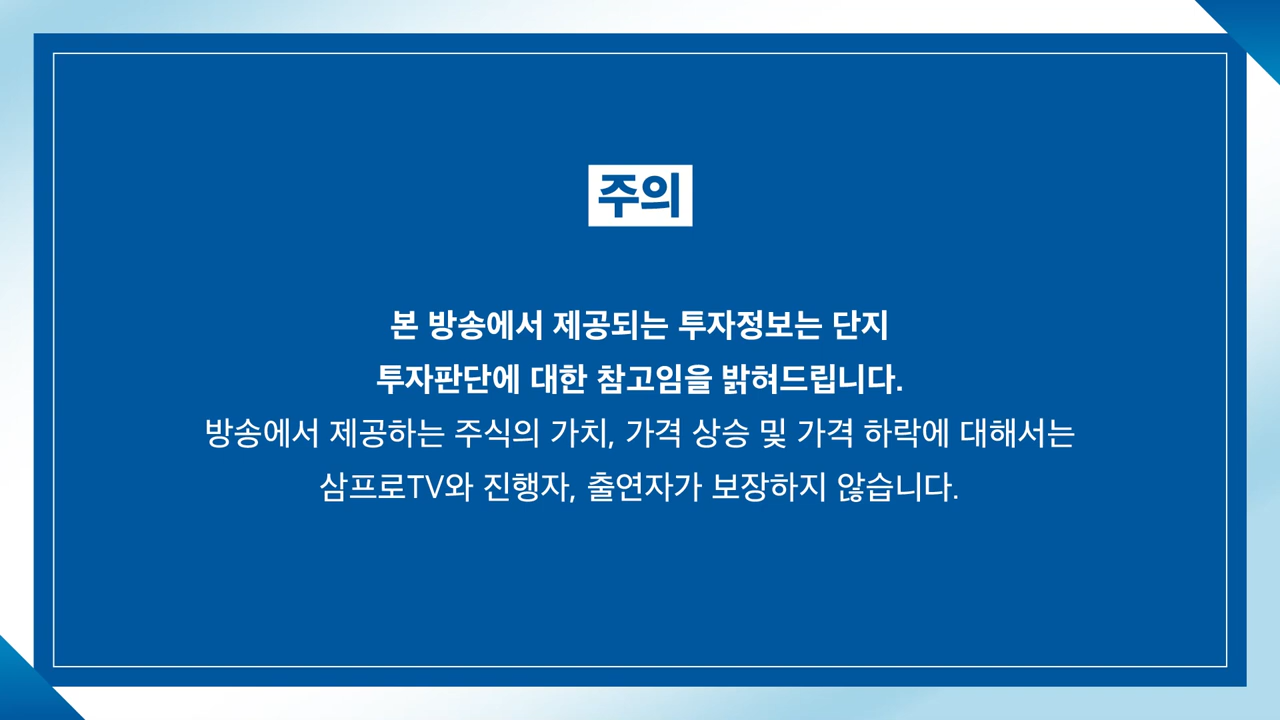 주의
본 방송에서 제공되는 투자정보는 단지
투자판단에 대한 참고임을 밝혀드립니다.
방송에서 제공하는 주식의 가치, 가격 상승 및 가격 하락에 대해서는
삼프로TV와 진행자, 출연자가 보장하지 않습니다.